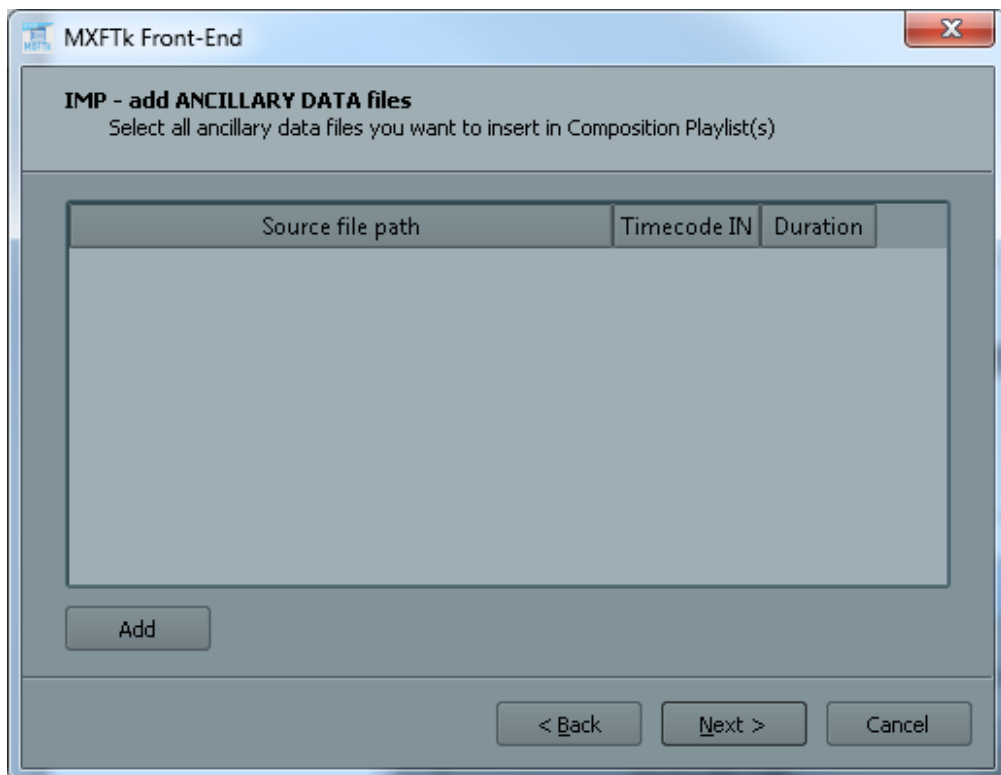 MXFTk Front-End
IMP - add ANCILLARY DATA files
Select all ancillary data files you want to insert in Composition Playlist(s)
Source file path Timecode IN Duration
Add
< Back Next > Cancel